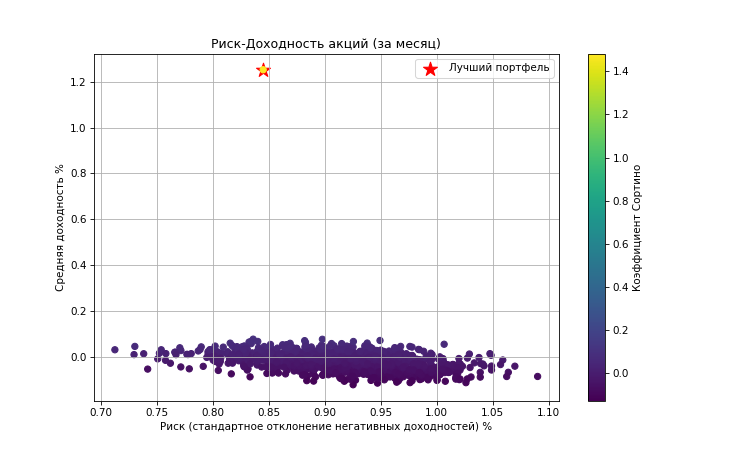 Риск-Доходность акций (за месяц)
Лучший портфель
1.2
1.0
0.8
0.6
0.4
0.2
0.0
Средняя доходность %
0.70 0.75 0.80 0.85 0.90 0.95 1.00 1.05 1.10
Риск (стандартное отклонение негативных доходностей) %
1.4
1.2
1.0
0.8
0.6
0.4
0.2
0.0
Коэффициент Сортино